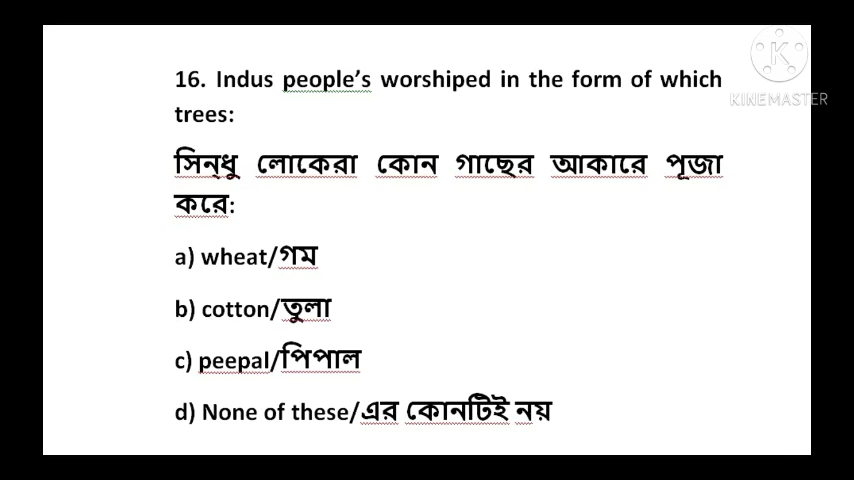 KINEMASTER
16. Indus people's worshiped in the form of which
trees:
সিন্ধু লোকেরা কোন গাছের আকারে পূজা
করে:
a) wheat/গম
b) cotton/তুলা
c) peepal/পিপাল
d) None of these/এর কোনটিই নয়